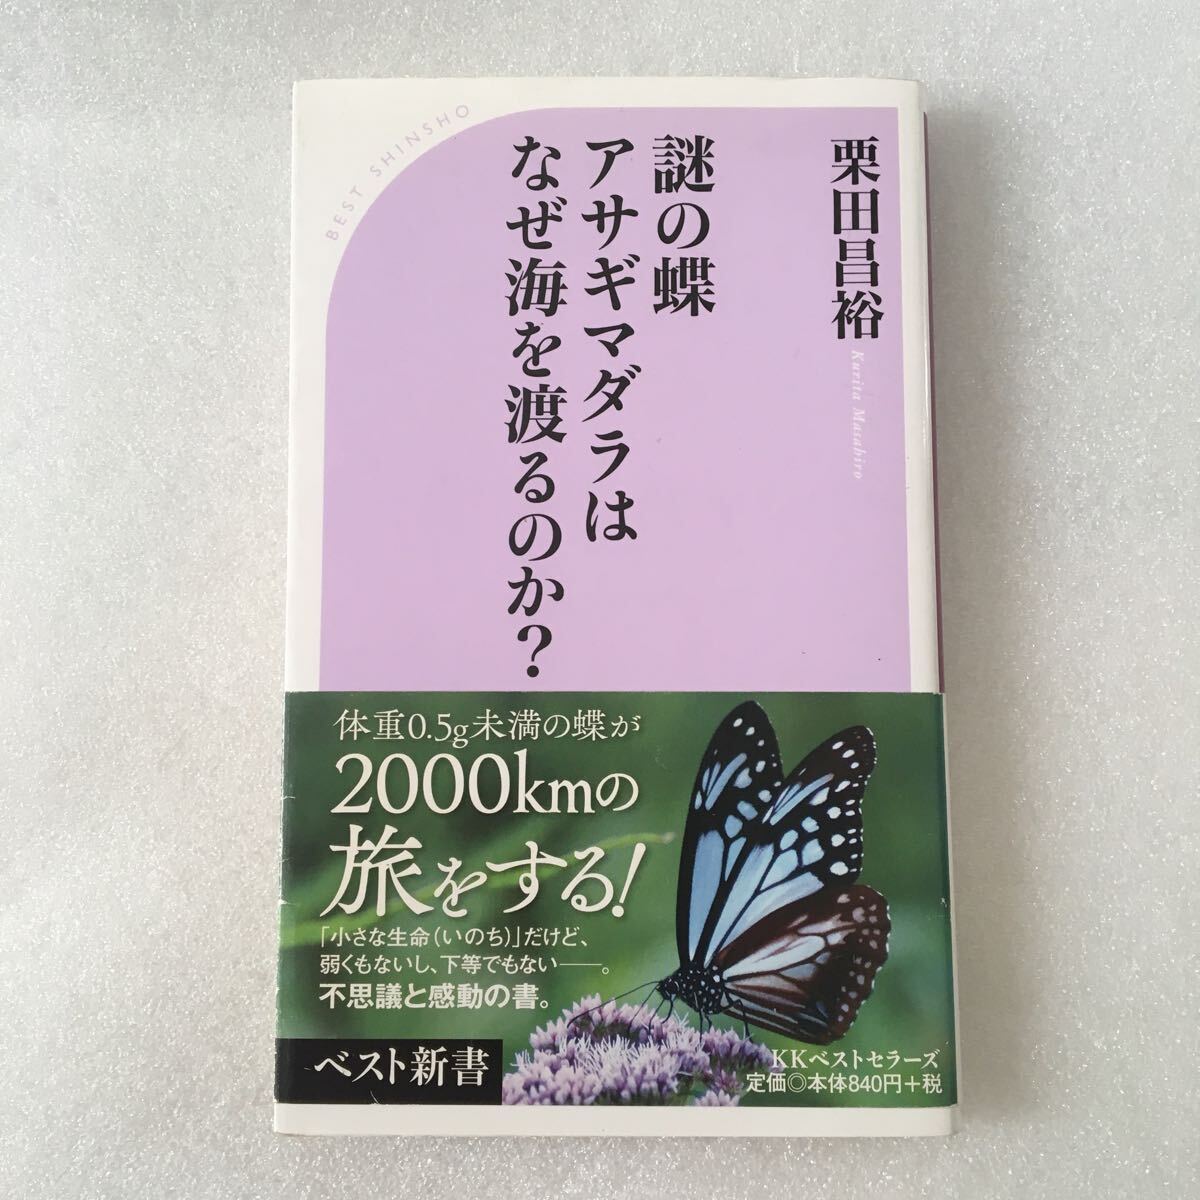 BEST SHINSHO
栗田昌裕
Kurita Masahiro
謎の蝶
アサギマダラは
なぜ海を渡るのか？
体重0.5g未満の蝶が
2000kmの
旅をする!
「小さな生命（いのち）」だけど、
弱くもないし、下等でもない――。
不思議と感動の書。
ベスト新書
KKベストセラーズ
定価◎本体840円＋税